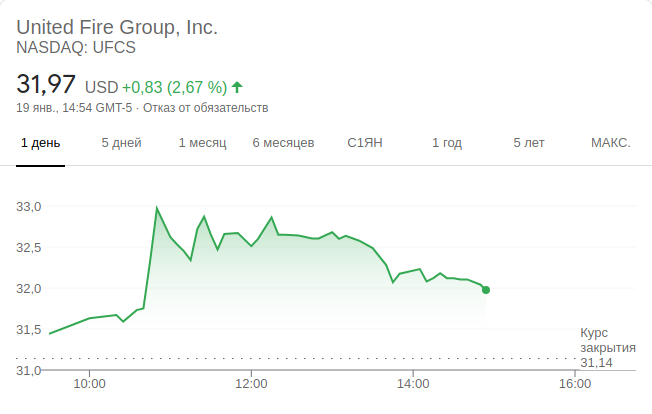 United Fire Group, Inc.
NASDAQ: UFCS
31,97 USD +0,83 (2,67 %)
19 янв., 14:54 GMT-5 · Отказ от обязательств
1 день 5 дней 1 месяц 6 месяцев С1ЯН 1 год 5 лет МАКС.
33,0
32,5
32,0
31,5
31,0
Курс
закрытия
31,14
10:00 12:00 14:00 16:00